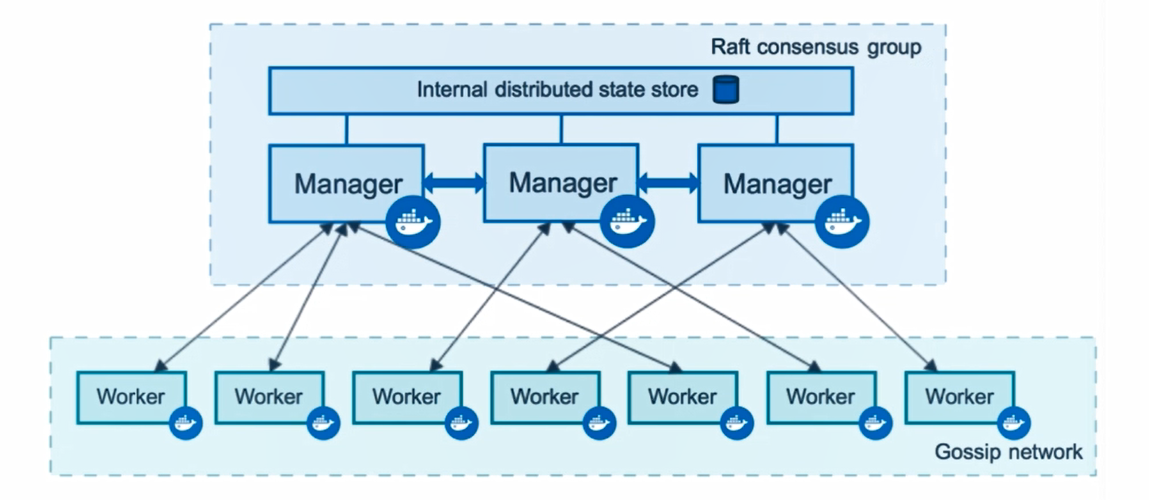 Raft consensus group
Internal distributed state store
Manager
Manager
Manager
Worker
Worker
Worker
Worker
Worker
Worker
Worker
Gossip network